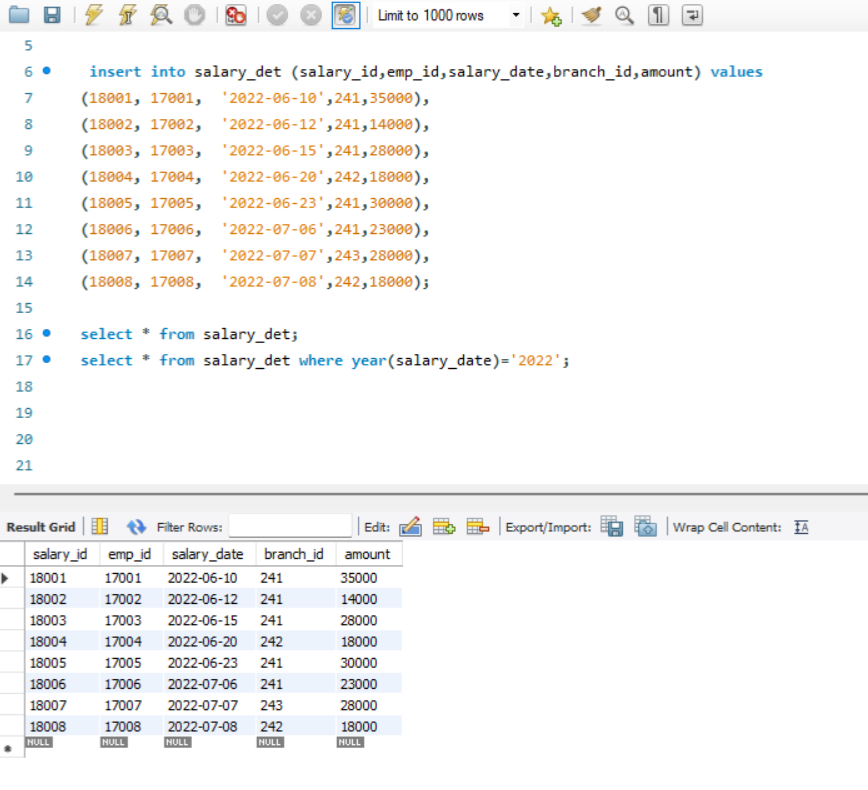 Limit to 1000 rows
5
6 insert into salary_det (salary_id,emp_id,salary_date,branch_id,amount) values
7 (18001, 17001,  '2022-06-10',241,35000),
8 (18002, 17002,  '2022-06-12',241,14000),
9 (18003, 17003,  '2022-06-15',241,28000),
10 (18004, 17004,  '2022-06-20',242,18000),
11 (18005, 17005,  '2022-06-23',241,30000),
12 (18006, 17006,  '2022-07-06',241,23000),
13 (18007, 17007,  '2022-07-07',243,28000),
14 (18008, 17008,  '2022-07-08',242,18000);
15
16 select * from salary_det;
17 select * from salary_det where year(salary_date)='2022';
18
19
20
21
Result Grid Filter Rows: Edit: Export/Import: Wrap Cell Content: IA
salary_id emp_id salary_date branch_id amount
18001 17001 2022-06-10 241 35000
18002 17002 2022-06-12 241 14000
18003 17003 2022-06-15 241 28000
18004 17004 2022-06-20 242 18000
18005 17005 2022-06-23 241 30000
18006 17006 2022-07-06 241 23000
18007 17007 2022-07-07 243 28000
18008 17008 2022-07-08 242 18000
NULL NULL NULL NULL NULL